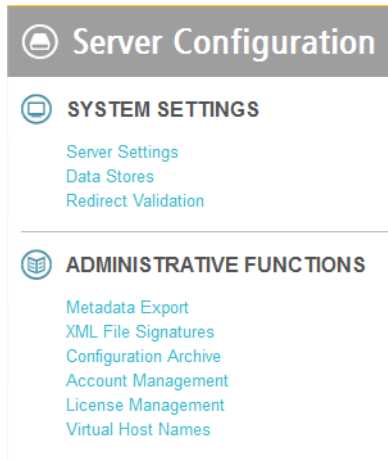 Server Configuration
SYSTEM SETTINGS
Server Settings
Data Stores
Redirect Validation
ADMINISTRATIVE FUNCTIONS
Metadata Export
XML File Signatures
Configuration Archive
Account Management
License Management
Virtual Host Names